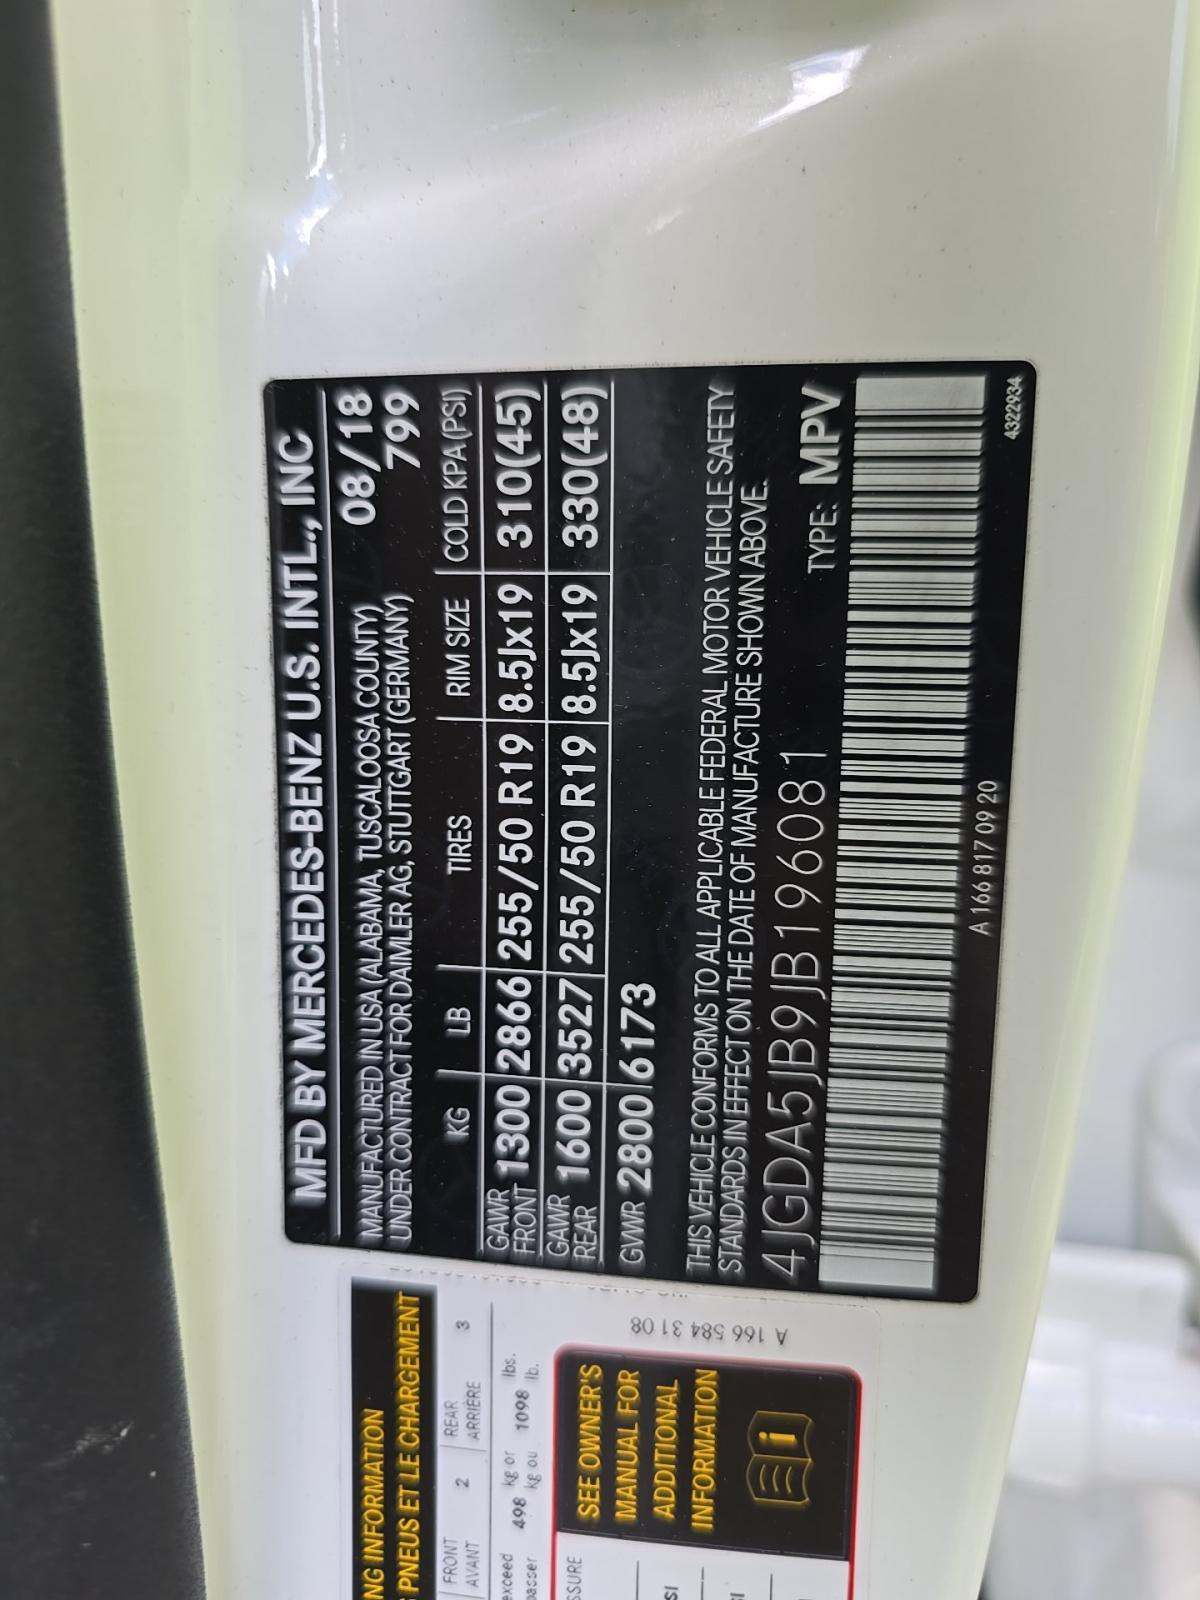 MFD BY MERCEDES-BENZ U.S. INTL., INC
MANUFACTURED IN USA (ALABAMA, TUSCALOOSA COUNTY) 08/18
UNDER CONTRACT FOR DAIMLER AG, STUTTGART (GERMANY) 799
KG LB TIRES RIM SIZE COLD KPA(PSI)
GAWR FRONT 1300 2866 255/50 R19 8.5Jx19 310(45)
GAWR REAR 1600 3527 255/50 R19 8.5Jx19 330(48)
GVWR 2800 6173
THIS VEHICLE CONFORMS TO ALL APPLICABLE FEDERAL MOTOR VEHICLE SAFETY
STANDARDS IN EFFECT ON THE DATE OF MANUFACTURE SHOWN ABOVE.
4JGDA5JB9JB196081 TYPE: MPV
A 166 817 09 20
4322934
NG INFORMATION
PNEUS ET LE CHARGEMENT
FRONT 2 REAR 3
AVANT ARRIÈRE
exceed 498 kg or 1098 lbs.
passer kg ou lb.
A 166 584 31 08
SSURE
SEE OWNER'S
MANUAL FOR
ADDITIONAL
INFORMATION
SI
SI